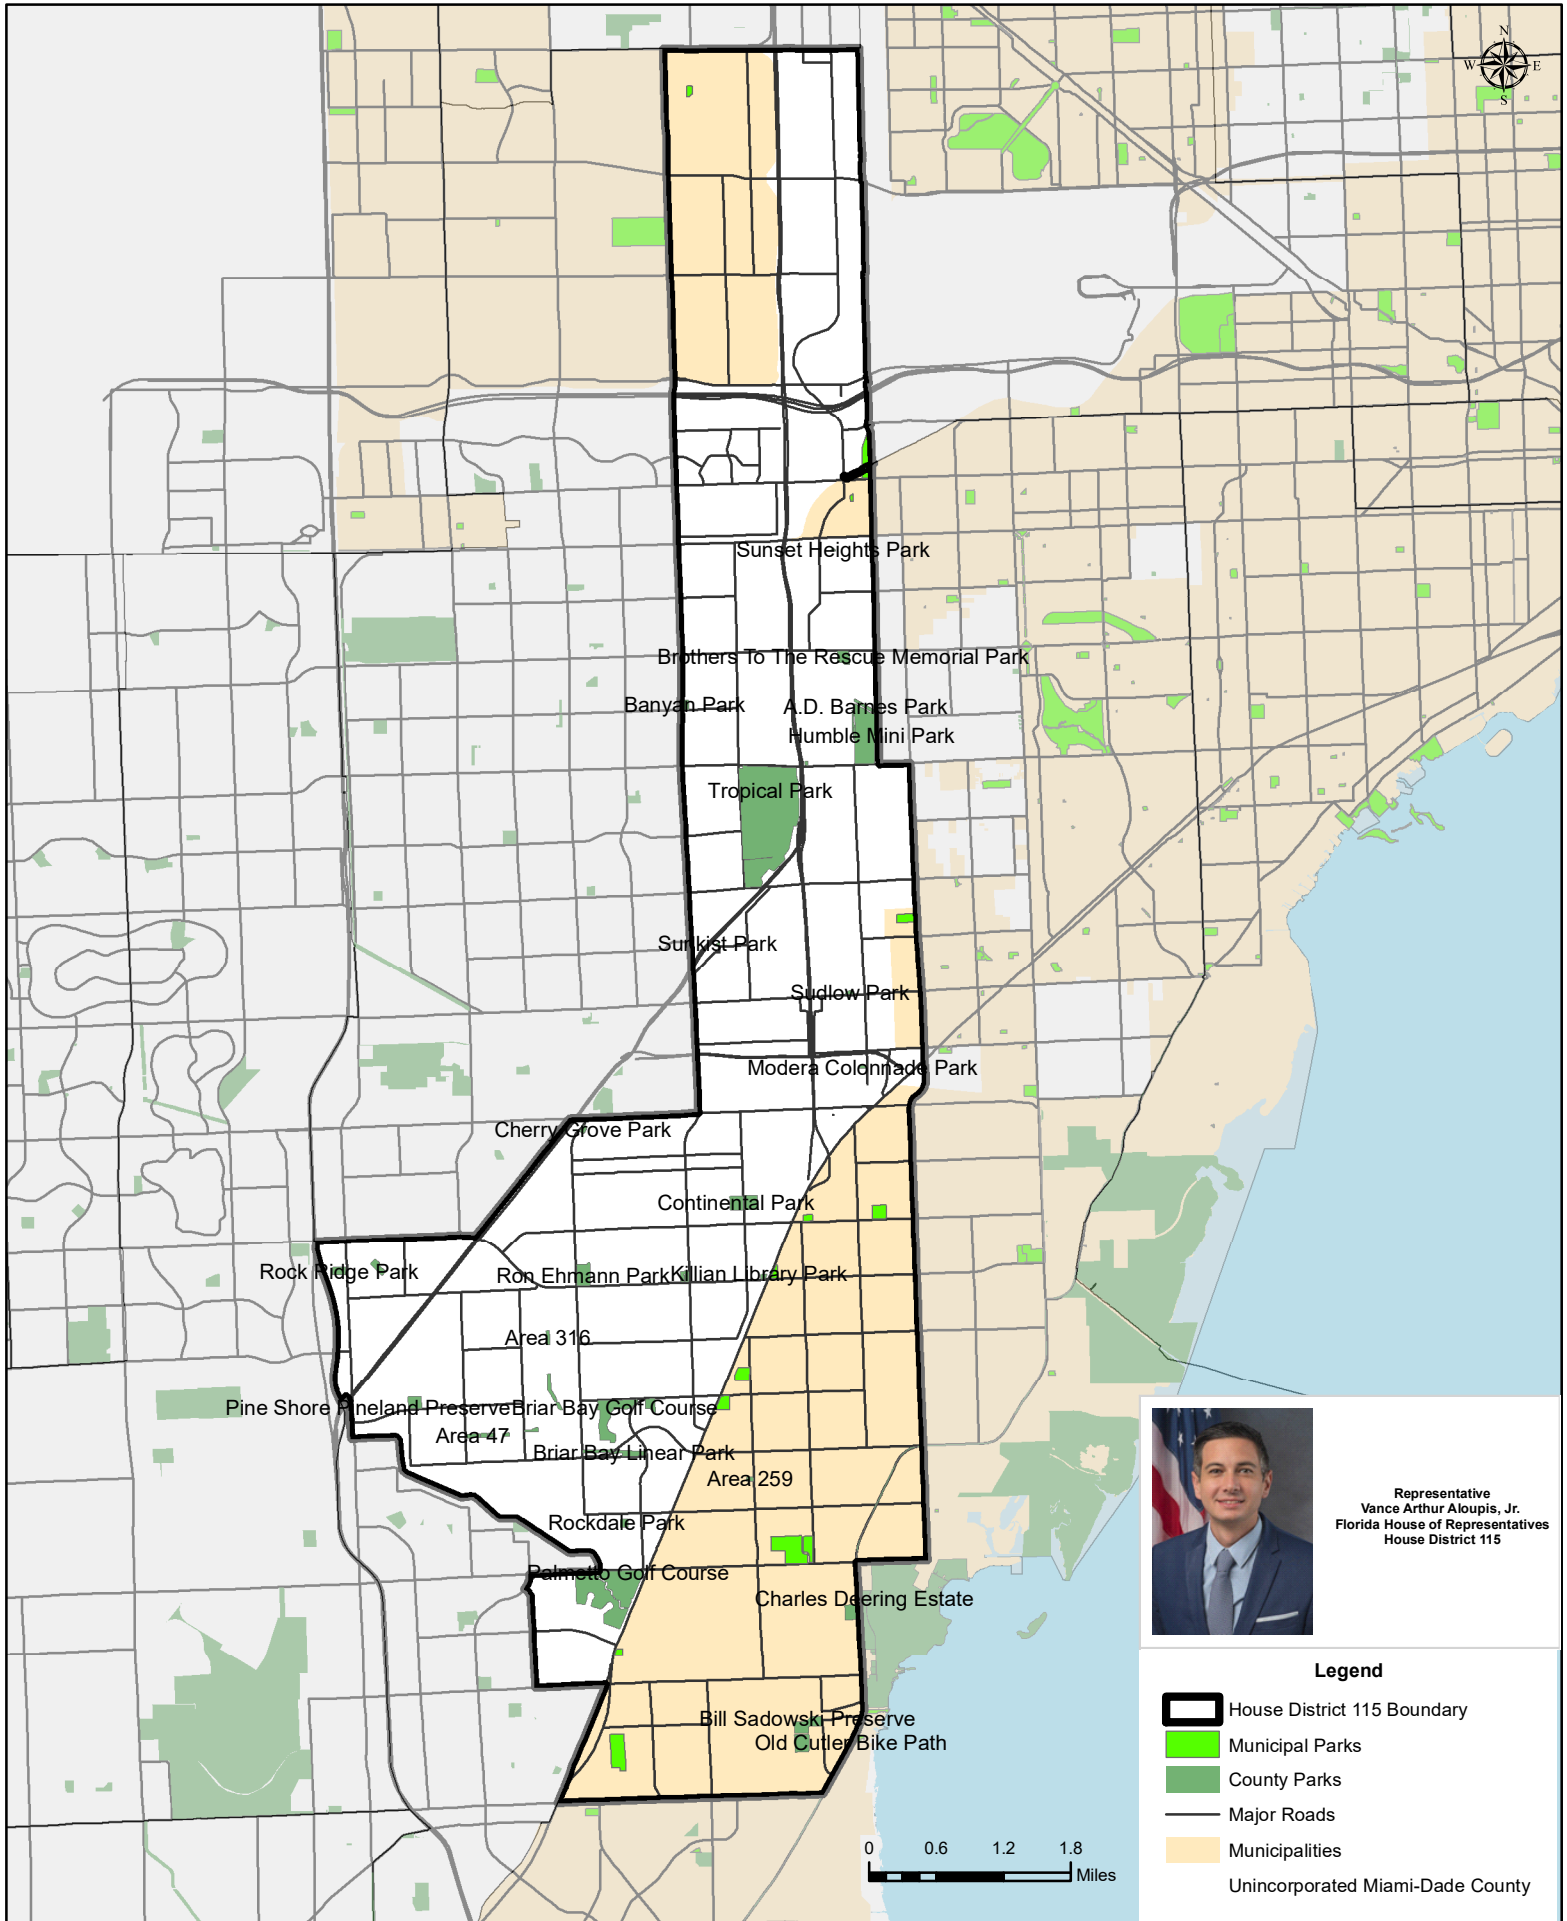 N
W E
S
Sunset Heights Park
Brothers To The Rescue Memorial Park
Banyan Park
A.D. Barnes Park
Humble Mini Park
Tropical Park
Sunkist Park
Sudlow Park
Modera Colonnade Park
Cherry Grove Park
Continental Park
Rock Ridge Park
Ron Ehmann Park
Killian Library Park
Area 316
Pine Shore Pineland Preserve
Briar Bay Golf Course
Area 47
Briar Bay Linear Park
Area 259
Rockdale Park
Palmetto Golf Course
Charles Deering Estate
Bill Sadowski Preserve
Old Cutler Bike Path
Representative
Vance Arthur Aloupis, Jr.
Florida House of Representatives
House District 115
Legend
House District 115 Boundary
Municipal Parks
County Parks
Major Roads
Municipalities
Unincorporated Miami-Dade County
0 0.6 1.2 1.8
Miles